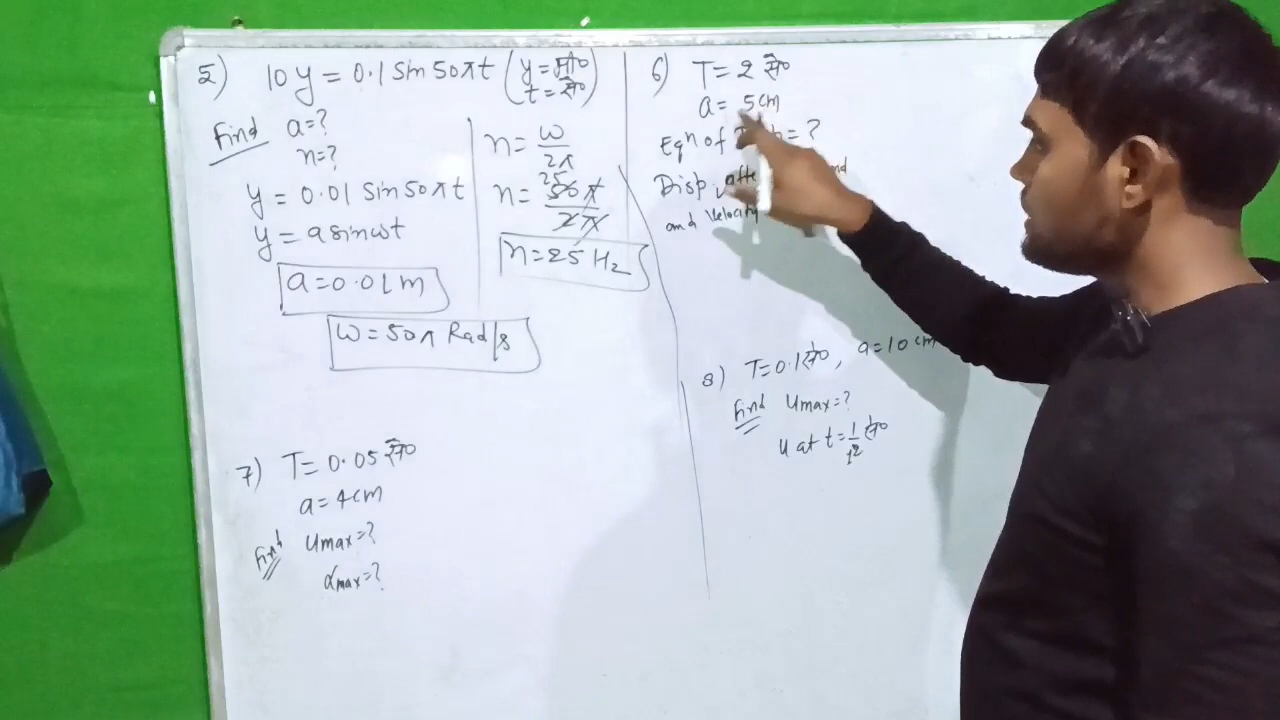 5) 10y = 0.1 sin 50πt (y = मी० t = से०)
Find a = ?
n = ?
y = 0.01 sin 50πt
y = a sin ωt
a = 0.01 m
ω = 50π Rad/s
n = ω/2π
n = 50π/2π 25
n = 25 Hz
6) T = 2 से०
a = 5 cm
Eqn of = ?
Disp
and Velocity
7) T = 0.05 से०
a = 4 cm
Find umax = ?
αmax = ?
8) T = 0.1 से०, a = 10 cm
Find umax = ?
u at t = 1/12 से०